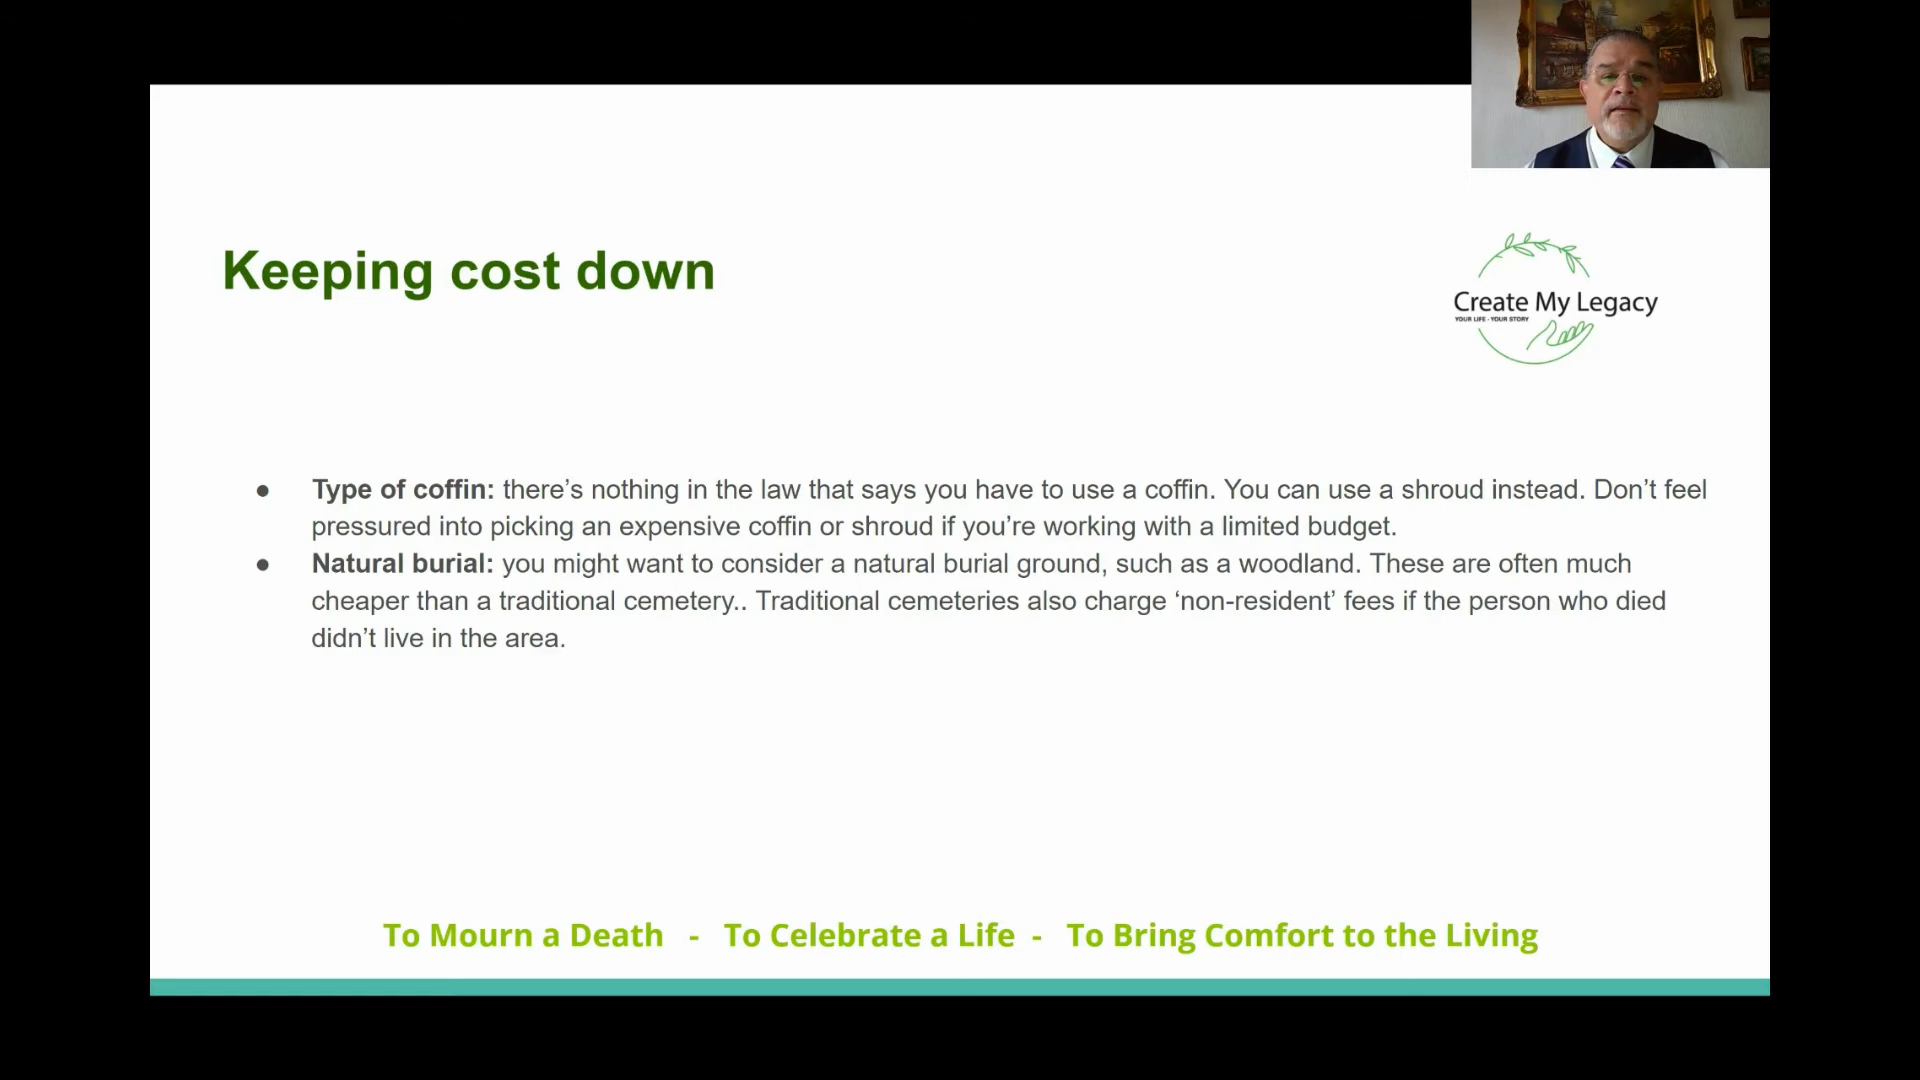 Keeping cost down
Create My Legacy
YOUR LIFE - YOUR STORY
● Type of coffin: there’s nothing in the law that says you have to use a coffin. You can use a shroud instead. Don’t feel
pressured into picking an expensive coffin or shroud if you’re working with a limited budget.
● Natural burial: you might want to consider a natural burial ground, such as a woodland. These are often much
cheaper than a traditional cemetery.. Traditional cemeteries also charge ‘non-resident’ fees if the person who died
didn’t live in the area.
To Mourn a Death - To Celebrate a Life - To Bring Comfort to the Living